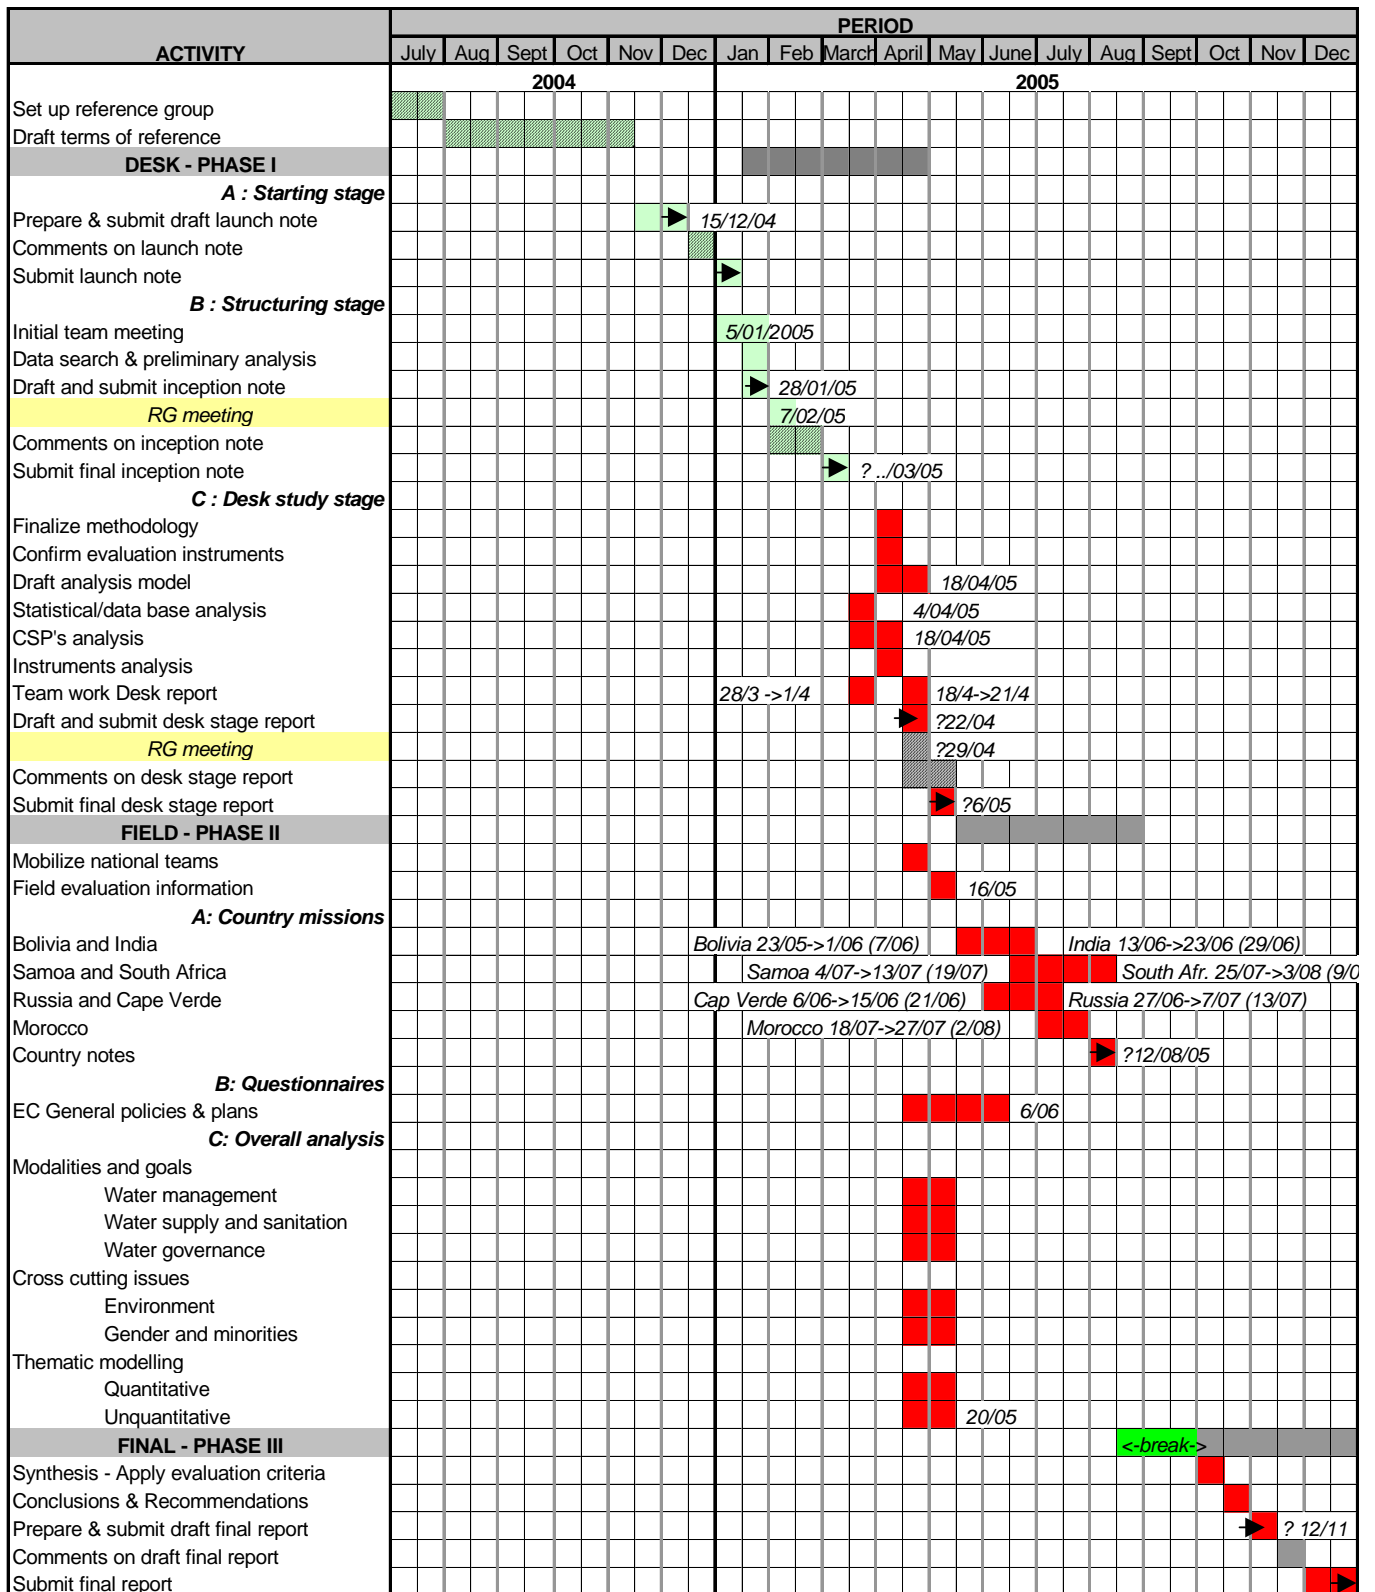 PERIOD
ACTIVITY July Aug Sept Oct Nov Dec Jan Feb March April May June July Aug Sept Oct Nov Dec
2004 2005
Set up reference group
Draft terms of reference
DESK - PHASE I
A : Starting stage
Prepare & submit draft launch note 15/12/04
Comments on launch note
Submit launch note
B : Structuring stage
Initial team meeting 5/01/2005
Data search & preliminary analysis
Draft and submit inception note 28/01/05
RG meeting 7/02/05
Comments on inception note
Submit final inception note ? ../03/05
C : Desk study stage
Finalize methodology
Confirm evaluation instruments
Draft analysis model 18/04/05
Statistical/data base analysis 4/04/05
CSP's analysis 18/04/05
Instruments analysis
Team work Desk report 28/3 ->1/4 18/4->21/4
Draft and submit desk stage report ?22/04
RG meeting ?29/04
Comments on desk stage report
Submit final desk stage report ?6/05
FIELD - PHASE II
Mobilize national teams
Field evaluation information 16/05
A: Country missions
Bolivia and India Bolivia 23/05->1/06 (7/06) India 13/06->23/06 (29/06)
Samoa and South Africa Samoa 4/07->13/07 (19/07) South Afr. 25/07->3/08 (9/0
Russia and Cape Verde Cap Verde 6/06->15/06 (21/06) Russia 27/06->7/07 (13/07)
Morocco Morocco 18/07->27/07 (2/08)
Country notes ?12/08/05
B: Questionnaires
EC General policies & plans 6/06
C: Overall analysis
Modalities and goals
Water management
Water supply and sanitation
Water governance
Cross cutting issues
Environment
Gender and minorities
Thematic modelling
Quantitative
Unquantitative 20/05
FINAL - PHASE III <-break->
Synthesis - Apply evaluation criteria
Conclusions & Recommendations
Prepare & submit draft final report ? 12/11
Comments on draft final report
Submit final report